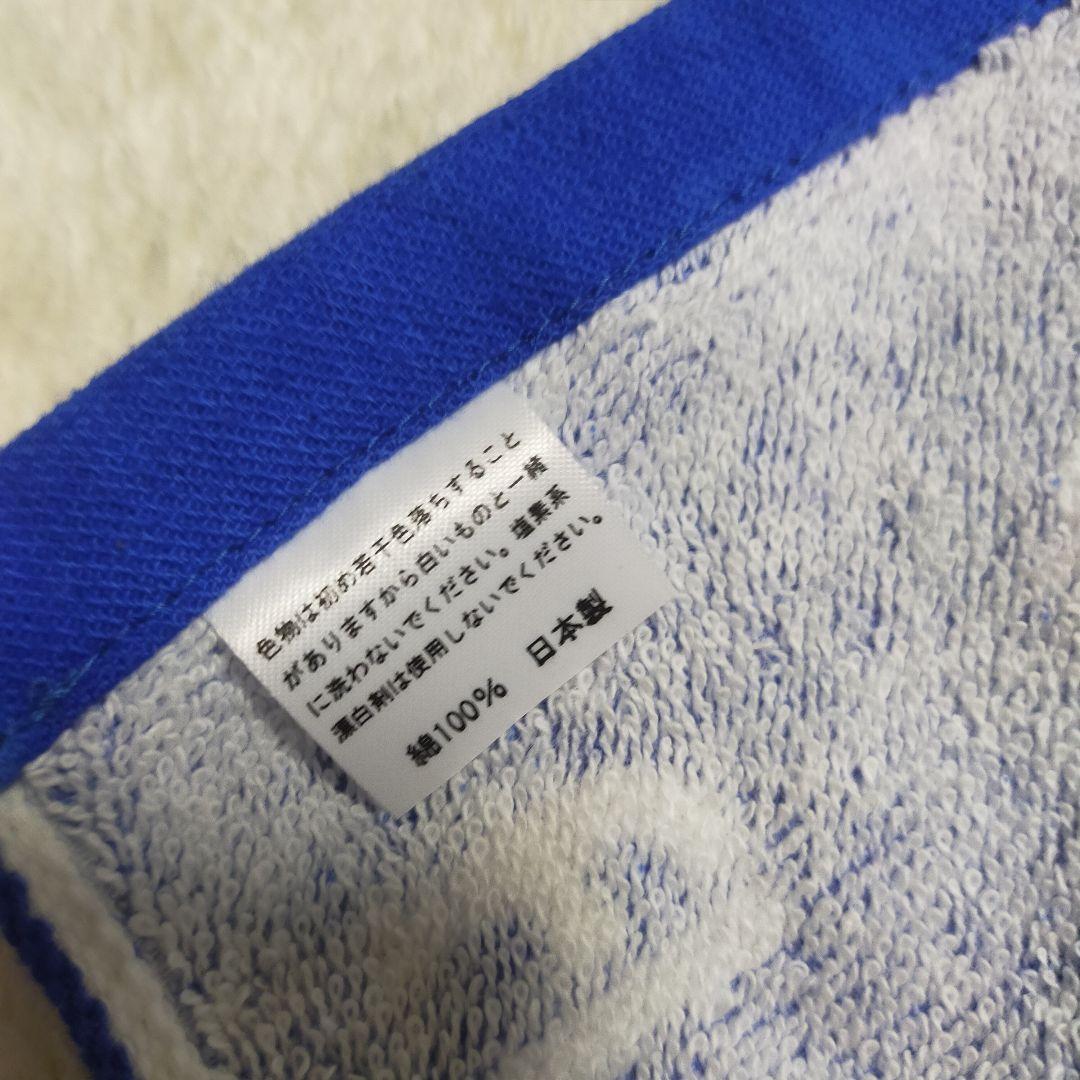 色物は初め若干色落ちすること
がありますから白いものと一緒
に洗わないでください。塩素系
漂白剤は使用しないでください。
綿100% 日本製